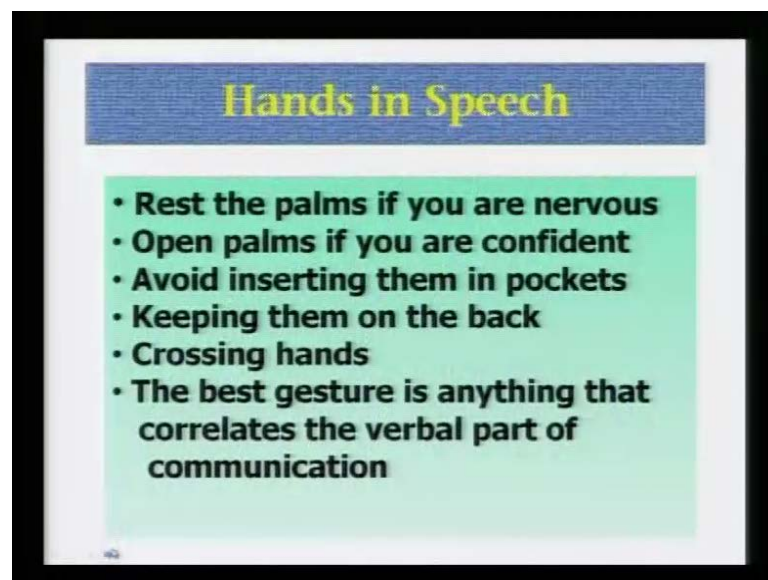 Hands in Speech
• Rest the palms if you are nervous
• Open palms if you are confident
• Avoid inserting them in pockets
• Keeping them on the back
• Crossing hands
• The best gesture is anything that
correlates the verbal part of
communication